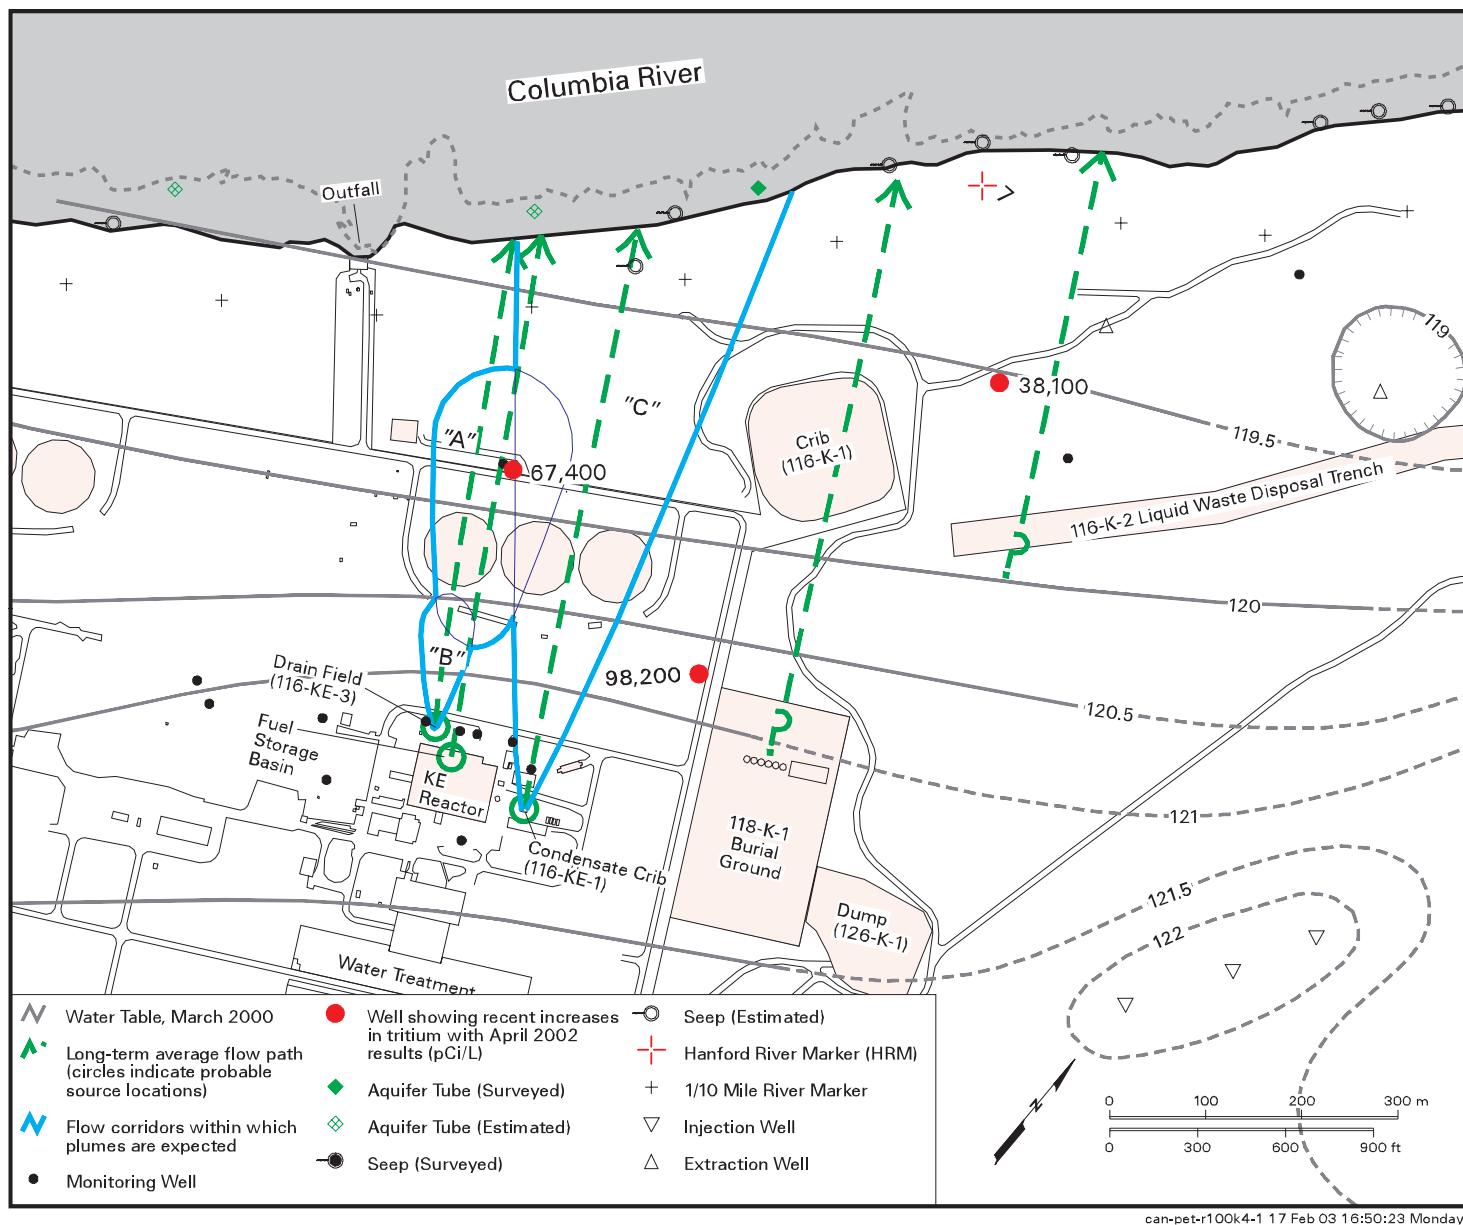 Columbia River
Outfall
119
"C"
38,100
"A"
119.5
Crib
(116-K-1)
67,400
116-K-2 Liquid Waste Disposal Trench
120
"B"
Drain Field
(116-KE-3)
98,200
120.5
Fuel
Storage
Basin
KE
Reactor
121
118-K-1
Burial
Ground
Condensate Crib
(116-KE-1)
121.5
Dump
(126-K-1)
122
Water Treatment
Water Table, March 2000
Long-term average flow path
(circles indicate probable
source locations)
Flow corridors within which
plumes are expected
Monitoring Well
Well showing recent increases
in tritium with April 2002
results (pCi/L)
Aquifer Tube (Surveyed)
Aquifer Tube (Estimated)
Seep (Surveyed)
Seep (Estimated)
Hanford River Marker (HRM)
1/10 Mile River Marker
Injection Well
Extraction Well
N
0 100 200 300 m
0 300 600 900 ft
can-pet-r100k4-1 17 Feb 03 16:50:23 Monday